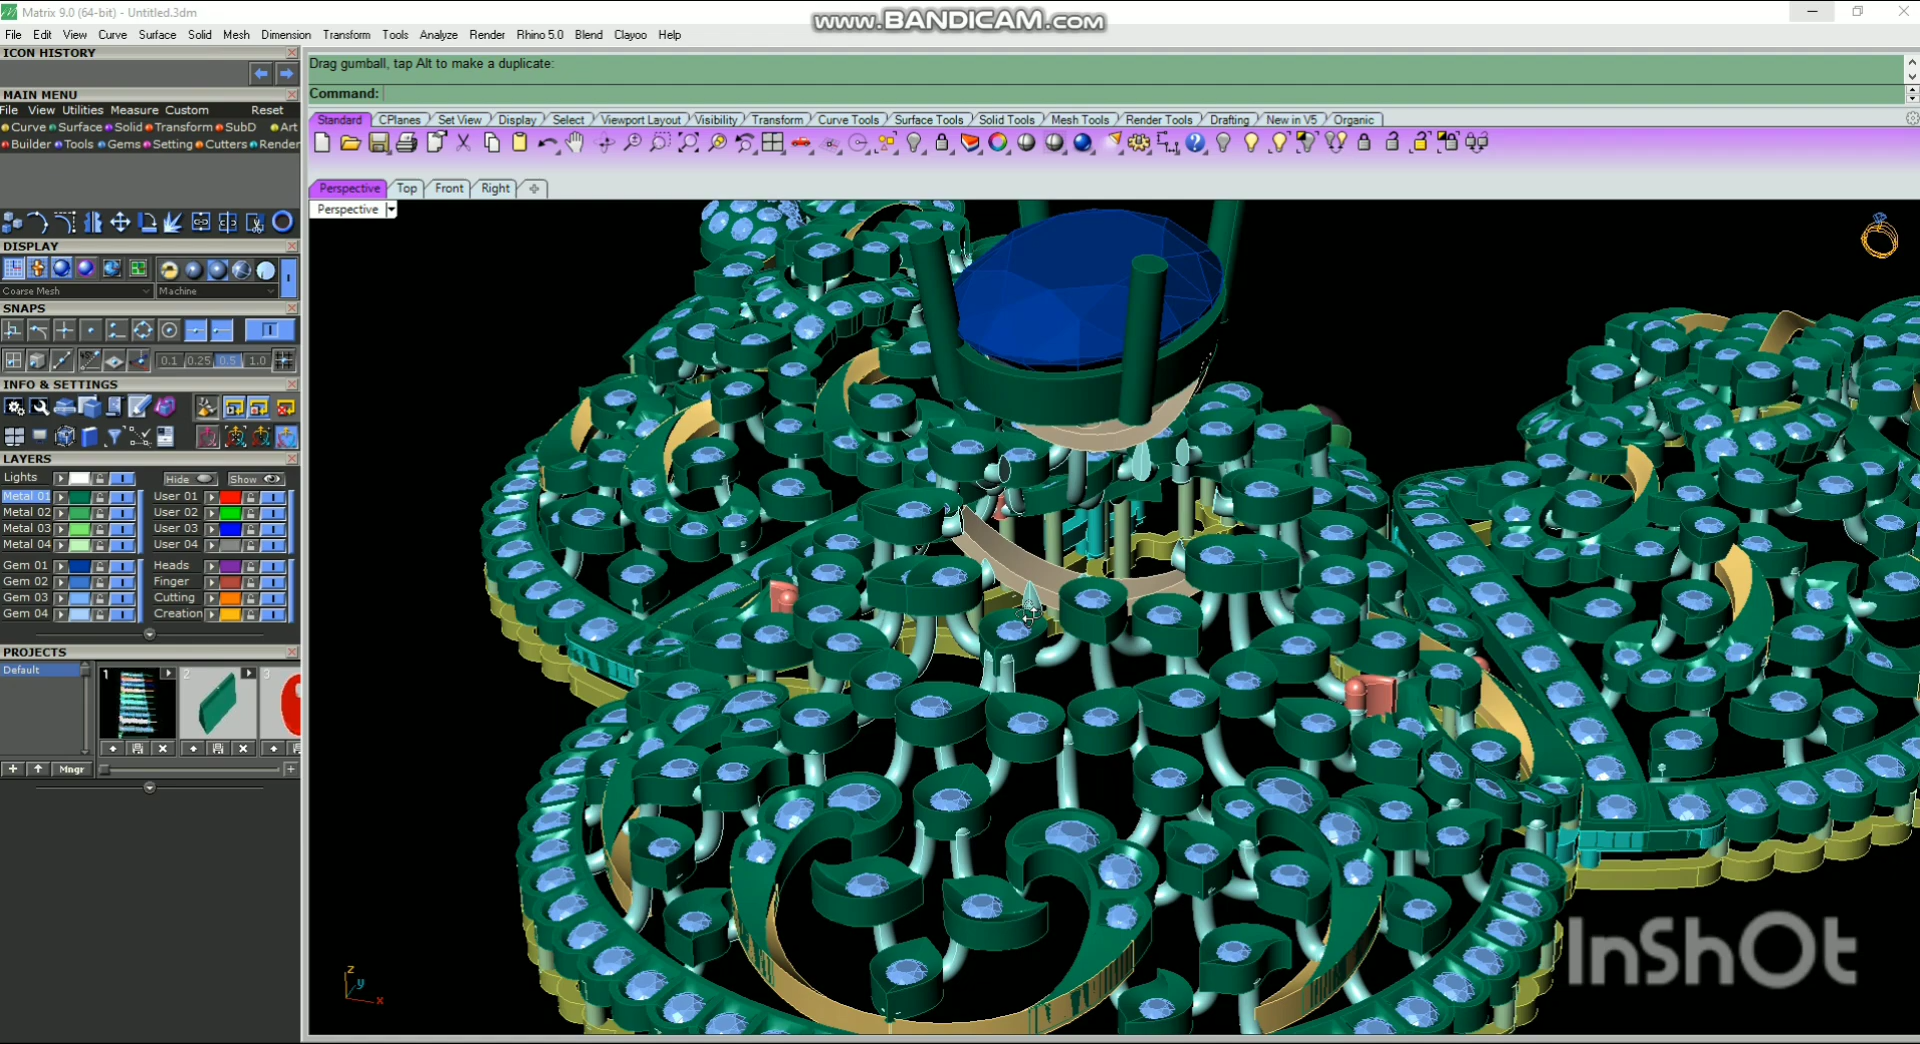 Matrix 9.0 (64-bit) - Untitled.3dm
www.BANDICAM.com
File Edit View Curve Surface Solid Mesh Dimension Transform Tools Analyze Render Rhino 5.0 Blend Clayoo Help
ICON HISTORY
MAIN MENU
File View Utilities Measure Custom Reset
Curve Surface Solid Transform SubD Art
Builder Tools Gems Setting Cutters Render
DISPLAY
Coarse Mesh Machine
SNAPS
0.1 0.25 0.5 1.0
INFO & SETTINGS
LAYERS
Lights Hide Show
Metal 01 User 01
Metal 02 User 02
Metal 03 User 03
Metal 04 User 04
Gem 01 Heads
Gem 02 Finger
Gem 03 Cutting
Gem 04 Creation
PROJECTS
Default 1 2 3
Mngr
Drag gumball, tap Alt to make a duplicate:
Command:
Standard CPlanes Set View Display Select Viewport Layout Visibility Transform Curve Tools Surface Tools Solid Tools Mesh Tools Render Tools Drafting New in V5 Organic
Perspective Top Front Right
Perspective
z
y
x
InShOt